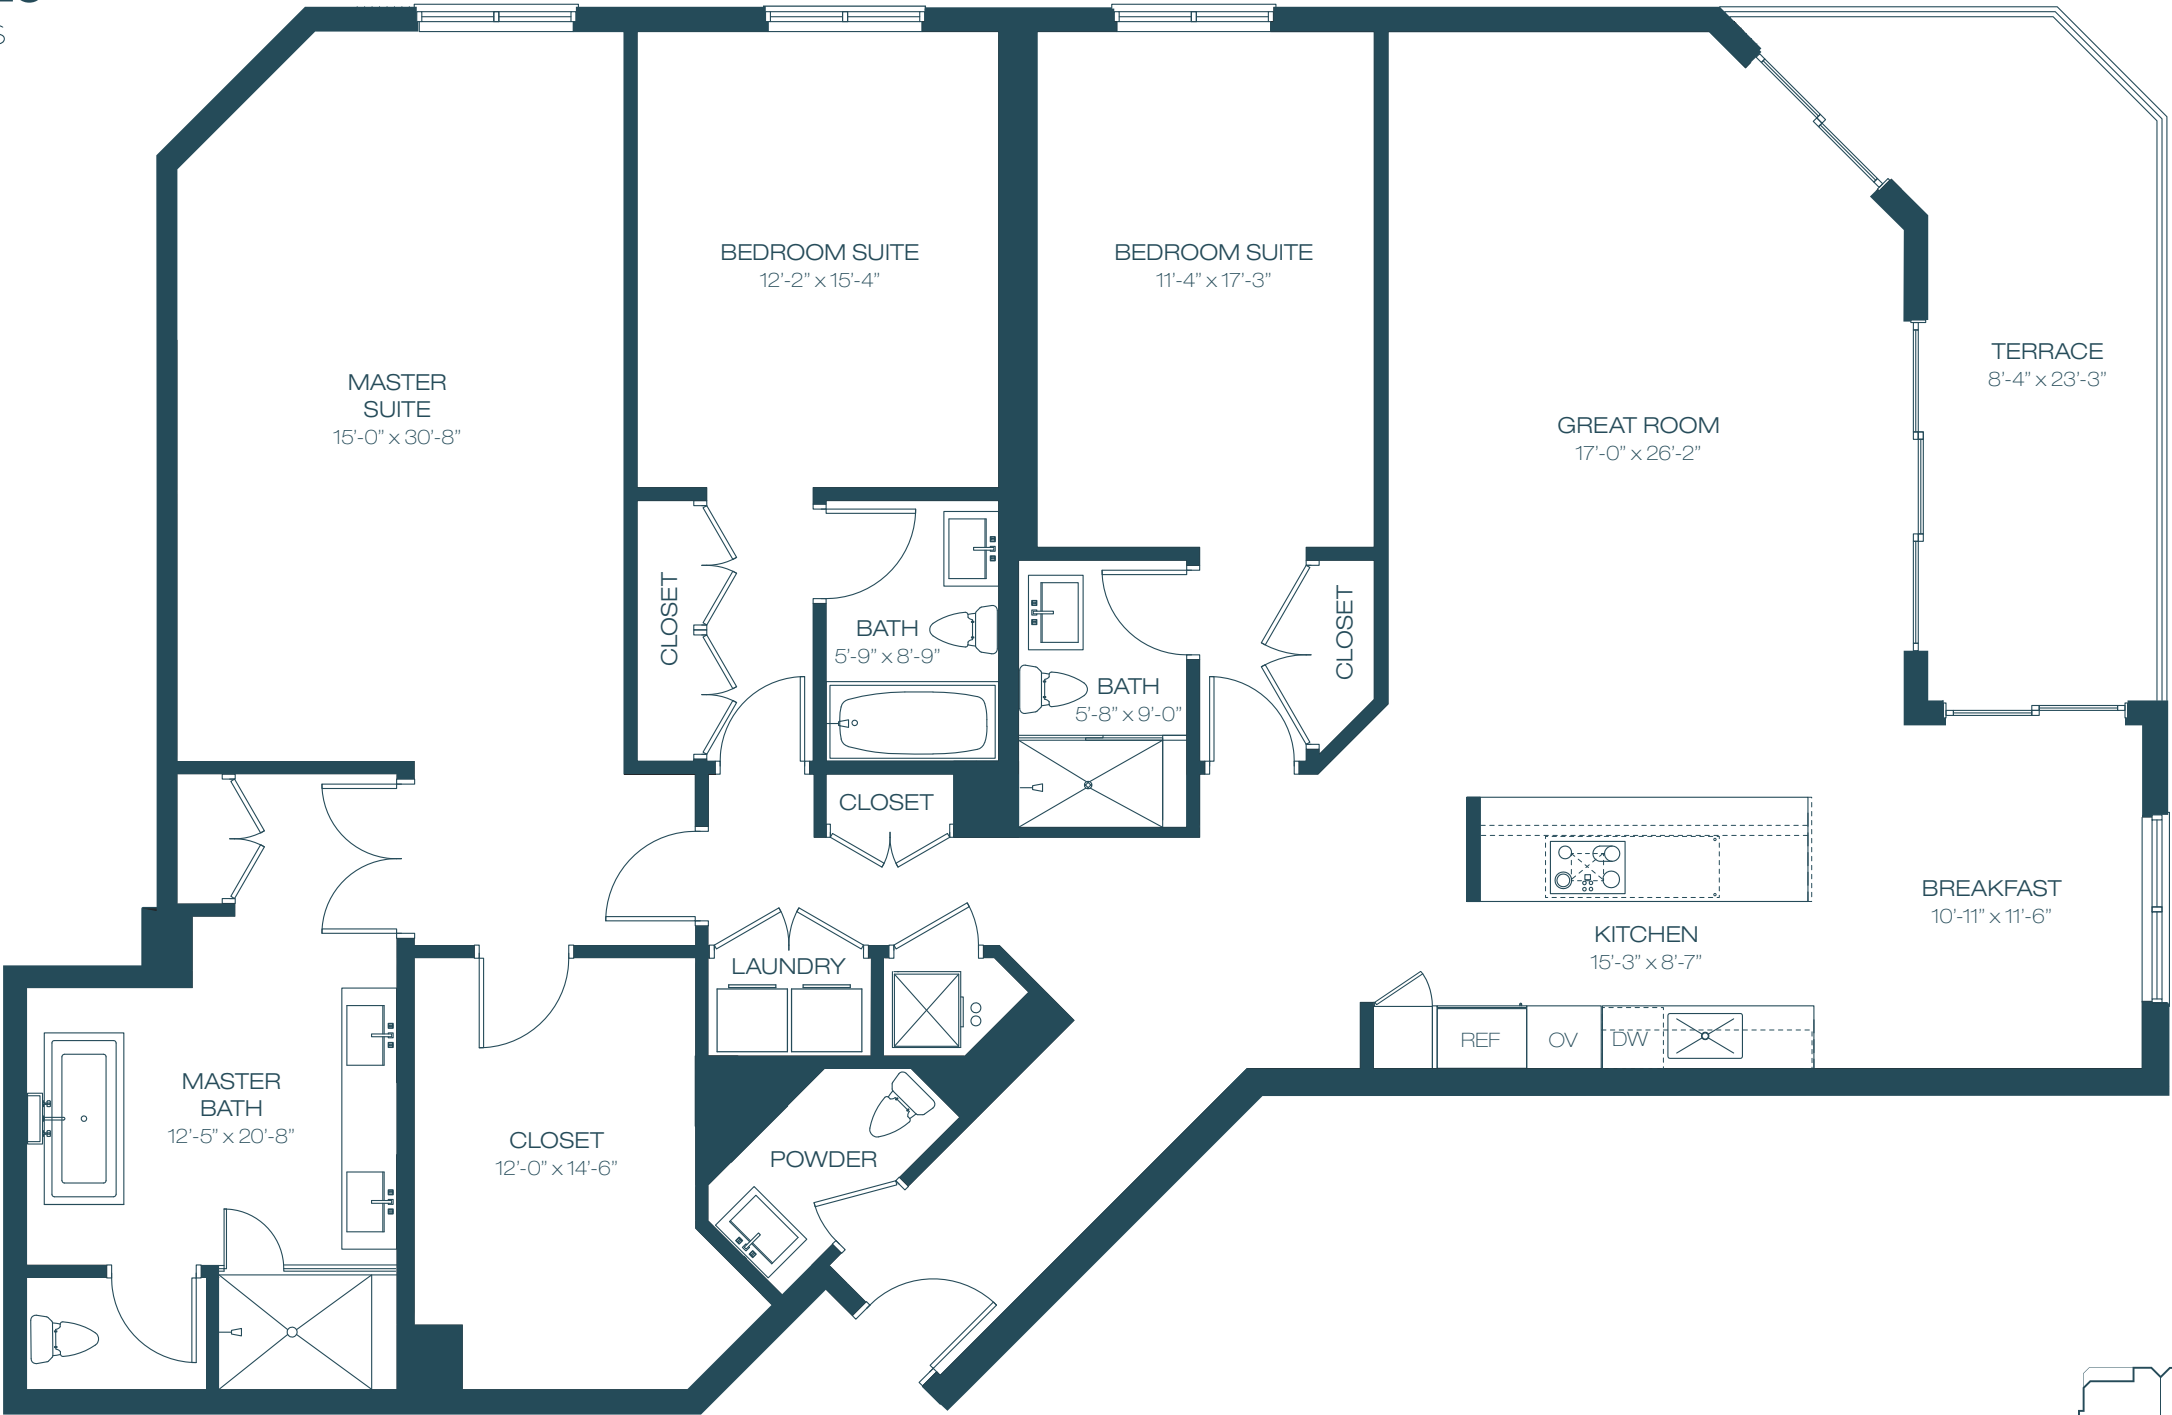 BEDROOM SUITE
12'-2" x 15'-4"
BEDROOM SUITE
11'-4" x 17'-3"
TERRACE
8'-4" x 23'-3"
MASTER
SUITE
15'-0" x 30'-8"
GREAT ROOM
17'-0" x 26'-2"
CLOSET
BATH
5'-9" x 8'-9"
BATH
5'-8" x 9'-0"
CLOSET
CLOSET
BREAKFAST
10'-11" x 11'-6"
KITCHEN
15'-3" x 8'-7"
LAUNDRY
REF
OV
DW
MASTER
BATH
12'-5" x 20'-8"
CLOSET
12'-0" x 14'-6"
POWDER